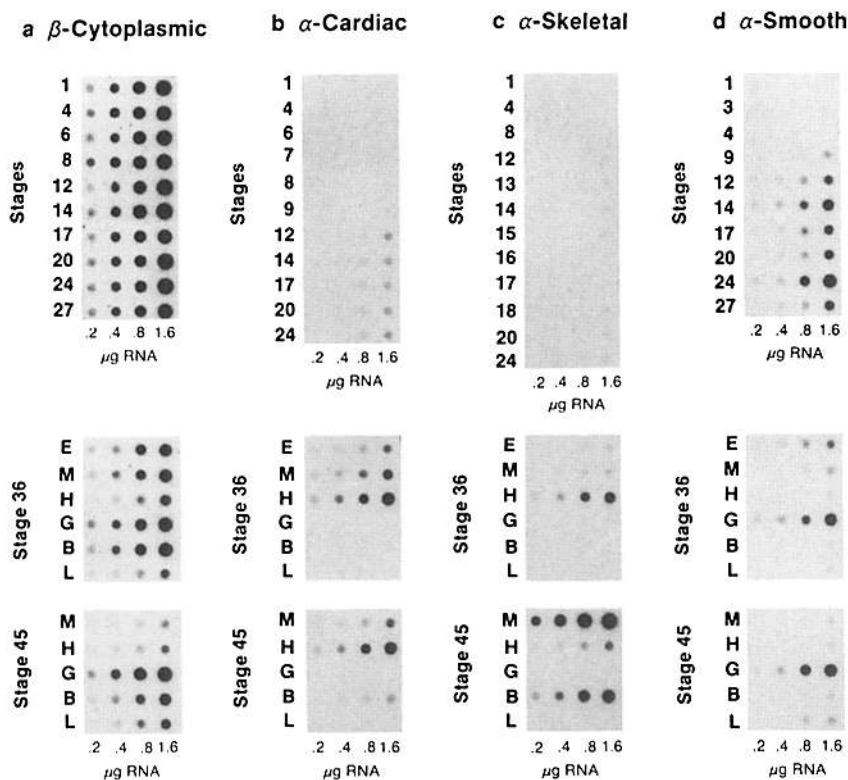 a β-Cytoplasmic
Stages
1
4
6
8
12
14
17
20
24
27
.2 .4 .8 1.6
μg RNA
b α-Cardiac
Stages
1
4
6
7
8
9
12
14
17
20
24
.2 .4 .8 1.6
μg RNA
c α-Skeletal
Stages
1
4
8
12
13
14
15
16
17
18
20
24
.2 .4 .8 1.6
μg RNA
d α-Smooth
Stages
1
3
4
9
12
14
17
20
24
27
.2 .4 .8 1.6
μg RNA
Stage 36
E
M
H
G
B
L
Stage 36
E
M
H
G
B
L
Stage 36
E
M
H
G
B
L
Stage 36
E
M
H
G
B
L
Stage 45
M
H
G
B
L
.2 .4 .8 1.6
μg RNA
Stage 45
M
H
G
B
L
.2 .4 .8 1.6
μg RNA
Stage 45
M
H
G
B
L
.2 .4 .8 1.6
μg RNA
Stage 45
M
H
G
B
L
.2 .4 .8 1.6
μg RNA